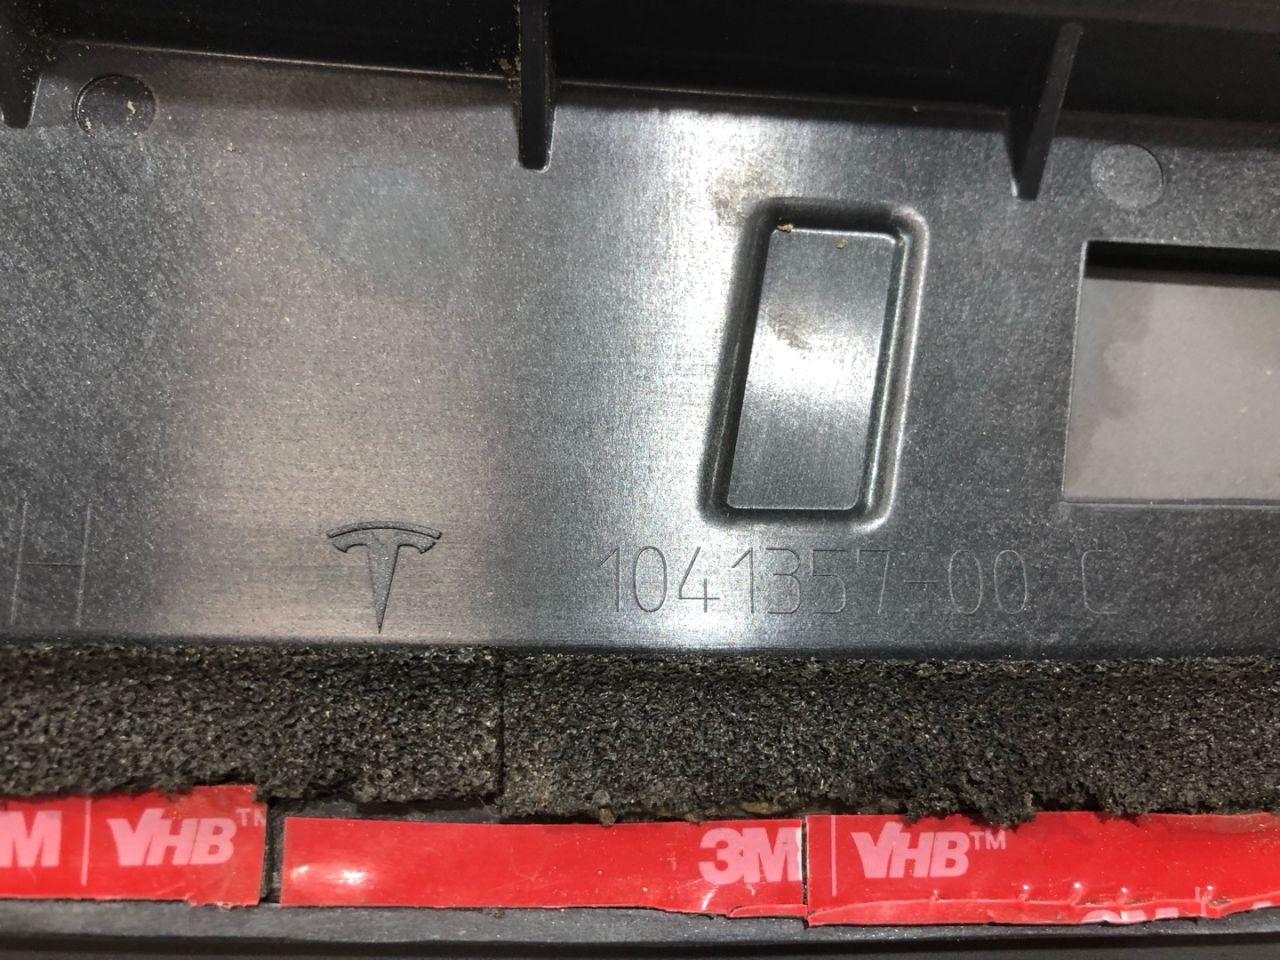 H
1041357-00-C
M | VHB™
3M | VHB™
3M